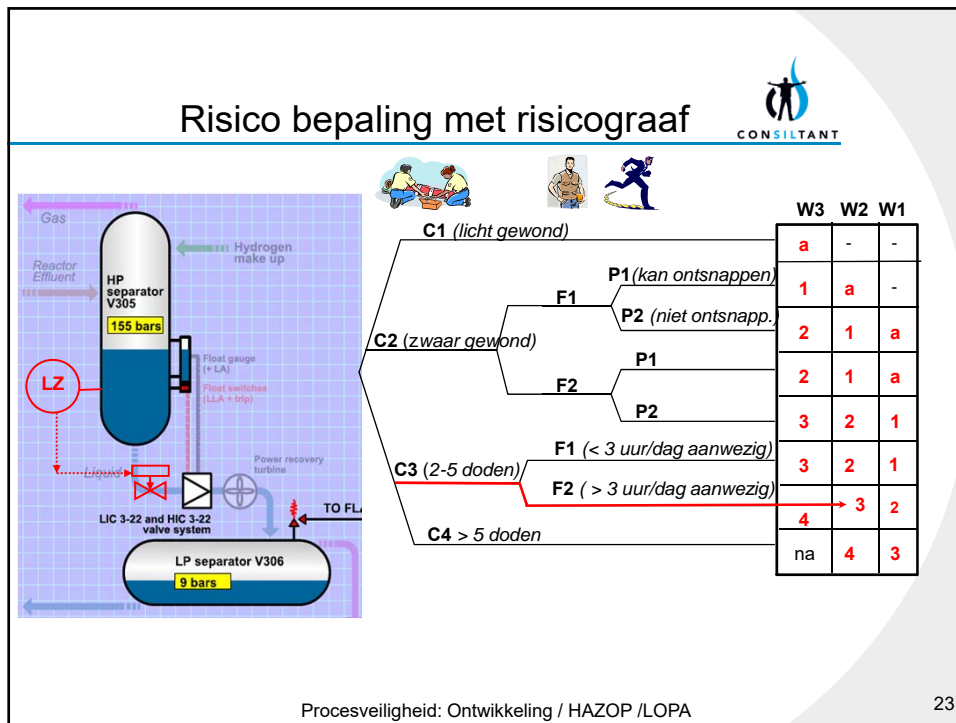 Risico bepaling met risicograaf
CONSILTANT
Gas
Hydrogen
make up
Reactor
Effluent
HP
separator
V305
155 bars
Float gauge
(+ LA)
LZ
Float switches
(LLA + trip)
Liquid
Power recovery
turbine
LIC 3-22 and HIC 3-22
valve system
TO FLA
LP separator V306
9 bars
W3 W2 W1
C1 (licht gewond)
a - -
P1(kan ontsnappen)
1 a -
F1
P2 (niet ontsnapp.)
2 1 a
C2 (zwaar gewond)
P1
2 1 a
F2
P2
3 2 1
F1 (< 3 uur/dag aanwezig)
3 2 1
C3 (2-5 doden)
F2 ( > 3 uur/dag aanwezig)
4 3 2
C4 > 5 doden
na 4 3
Procesveiligheid: Ontwikkeling / HAZOP /LOPA
23